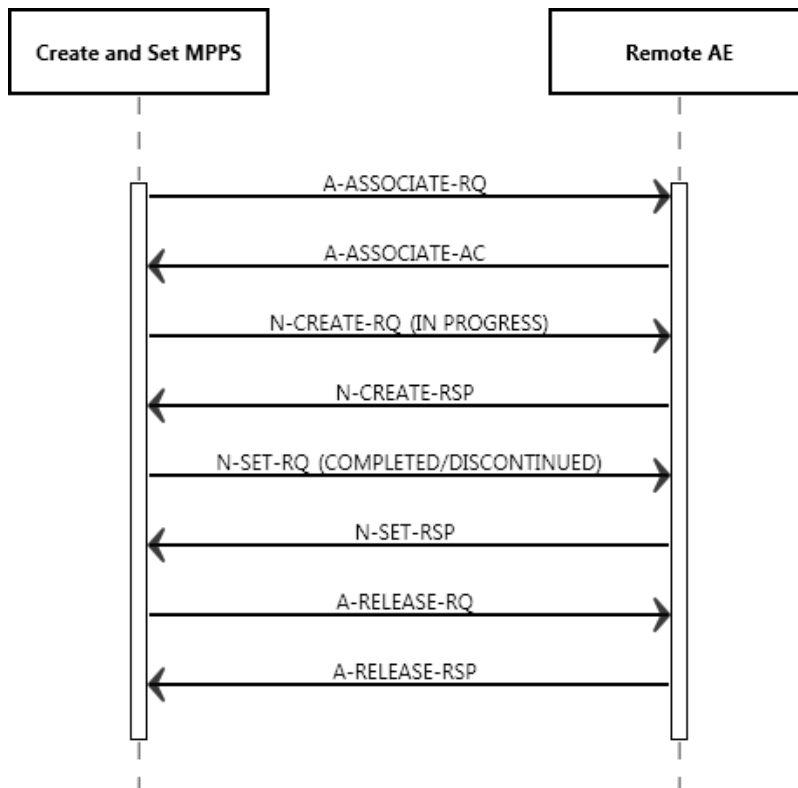 Create and Set MPPS
Remote AE
A-ASSOCIATE-RQ
A-ASSOCIATE-AC
N-CREATE-RQ (IN PROGRESS)
N-CREATE-RSP
N-SET-RQ (COMPLETED/DISCONTINUED)
N-SET-RSP
A-RELEASE-RQ
A-RELEASE-RSP